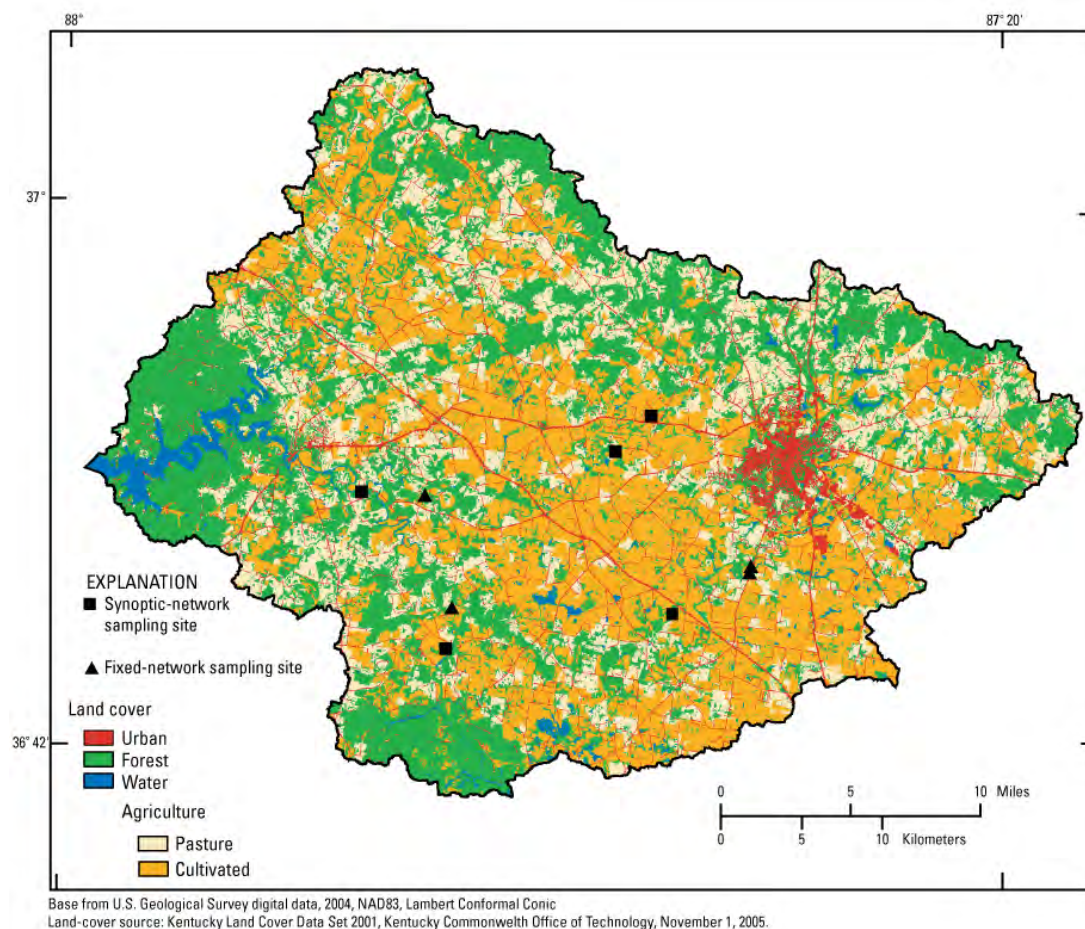 88°
87° 20'
37°
EXPLANATION
Synoptic-network
sampling site
Fixed-network sampling site
Land cover
36° 42'
Urban
Forest
Water
Agriculture
Pasture
Cultivated
0 5 10 Miles
0 5 10 Kilometers
Base from U.S. Geological Survey digital data, 2004, NAD83, Lambert Conformal Conic
Land-cover source: Kentucky Land Cover Data Set 2001, Kentucky Commonwelth Office of Technology, November 1, 2005.